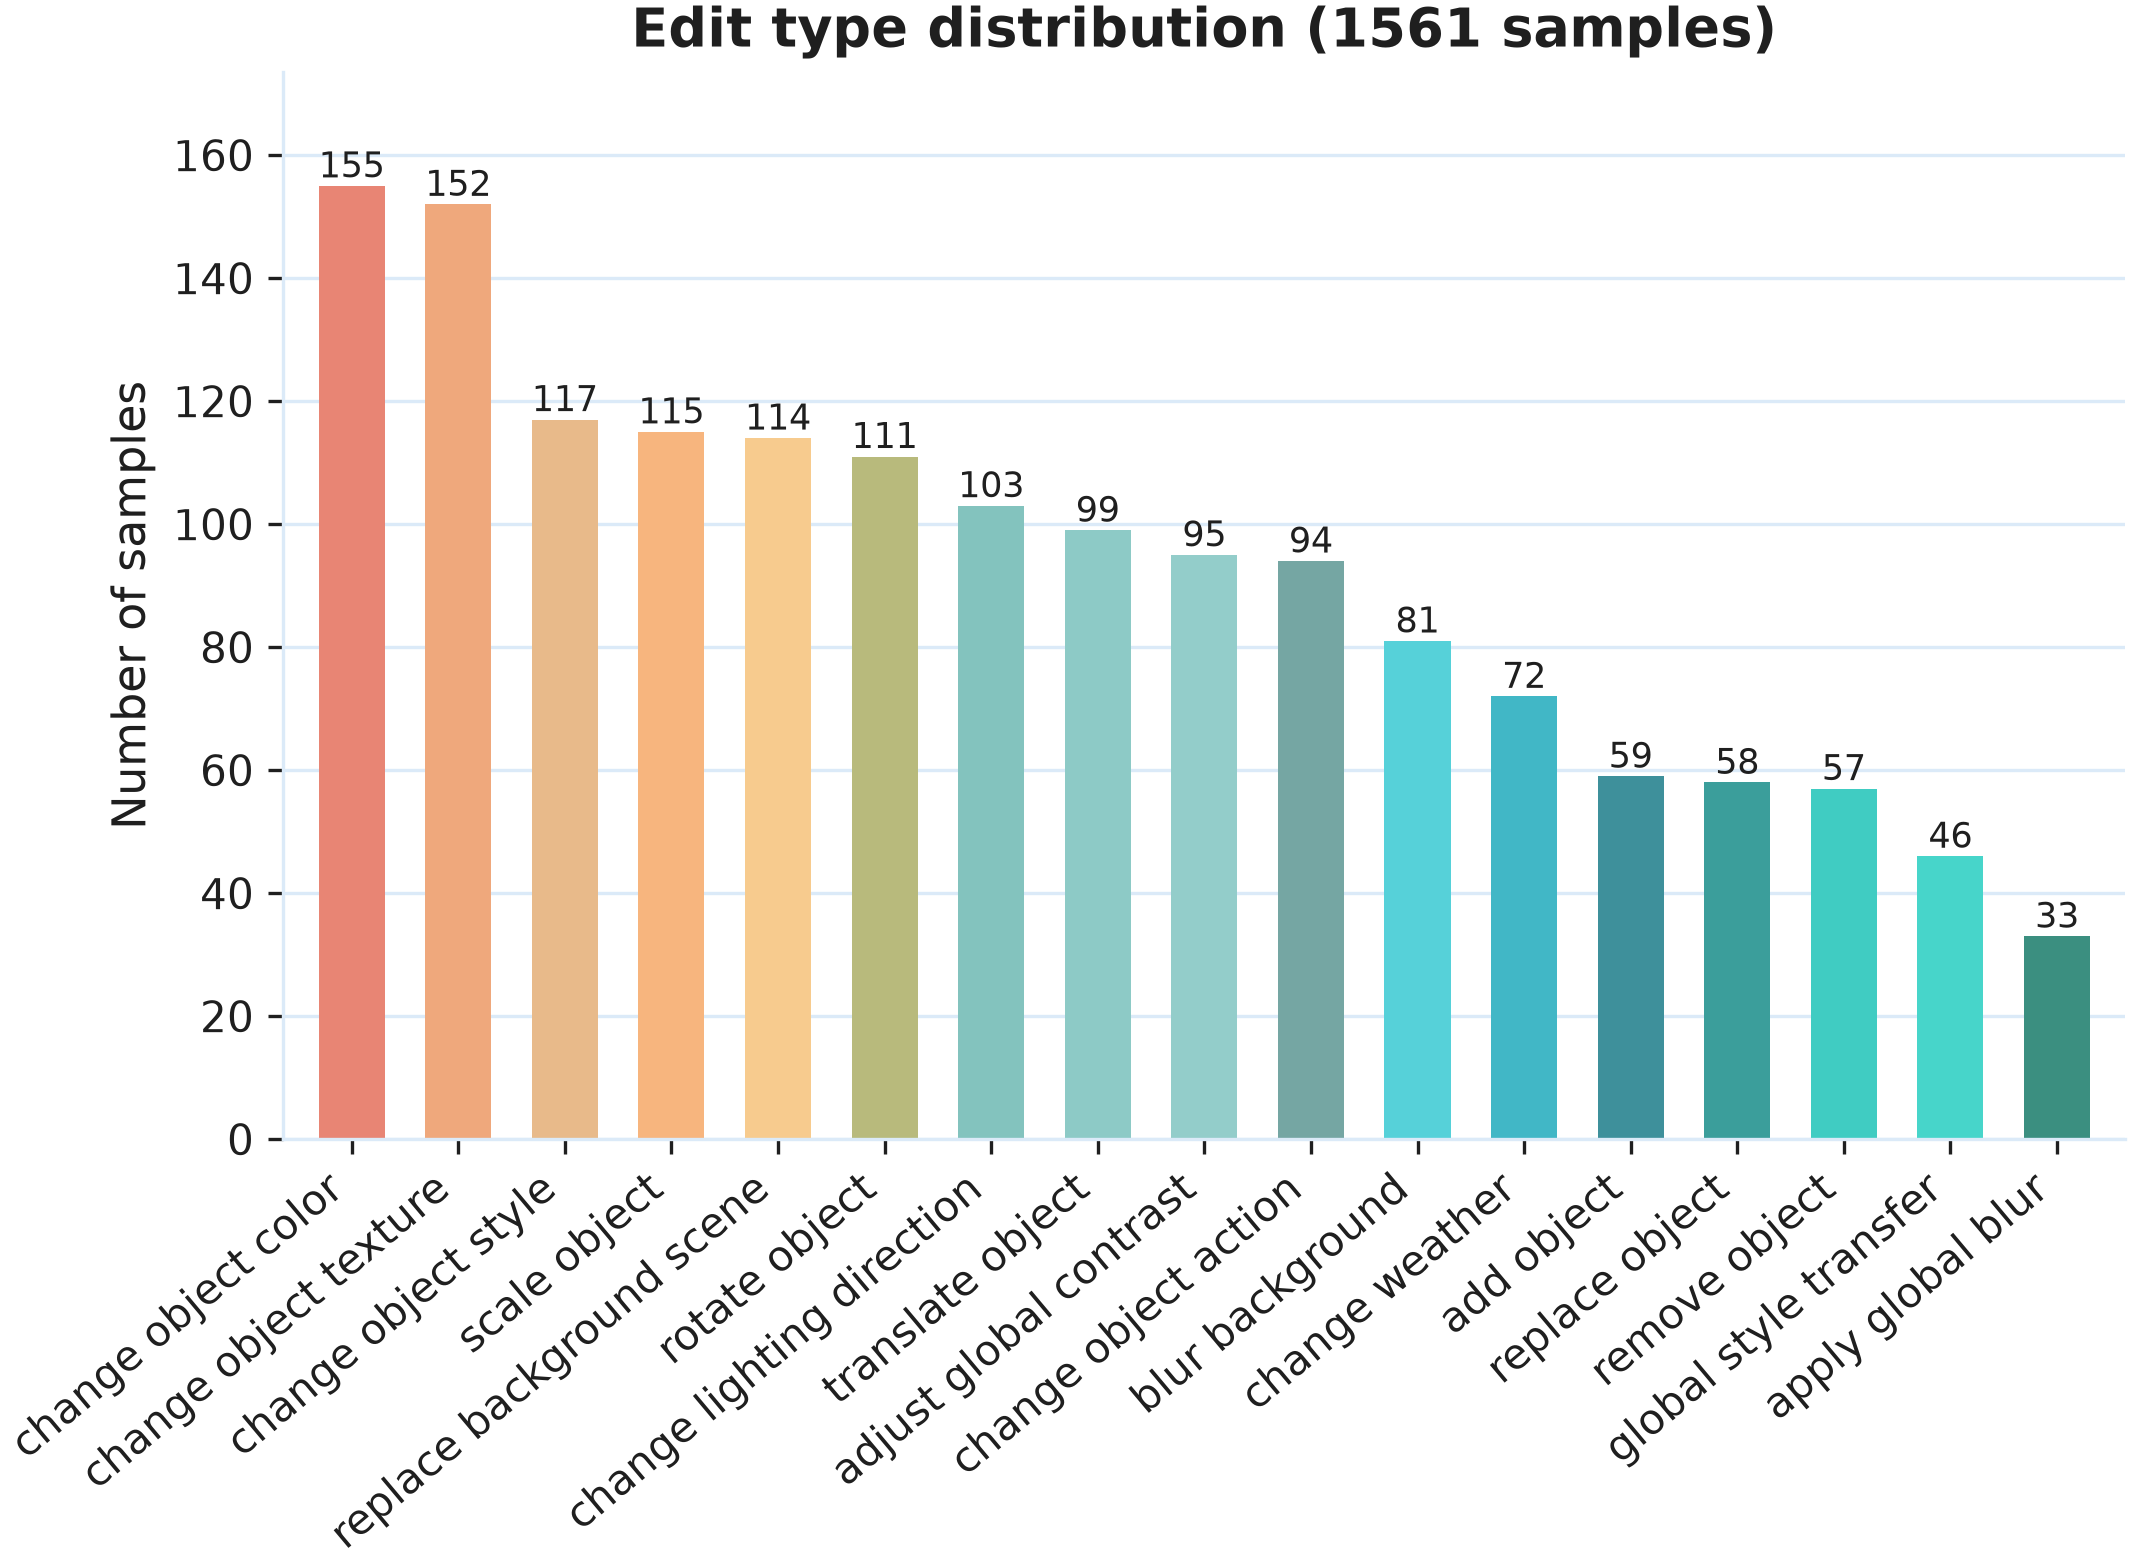 Edit type distribution (1561 samples)
Number of samples
160
140
120
100
80
60
40
20
0
155
152
117
115
114
111
103
99
95
94
81
72
59
58
57
46
33
change object color
change object texture
change object style
scale object
replace background scene
rotate object
change lighting direction
translate object
adjust global contrast
change object action
blur background
change weather
add object
replace object
remove object
global style transfer
apply global blur